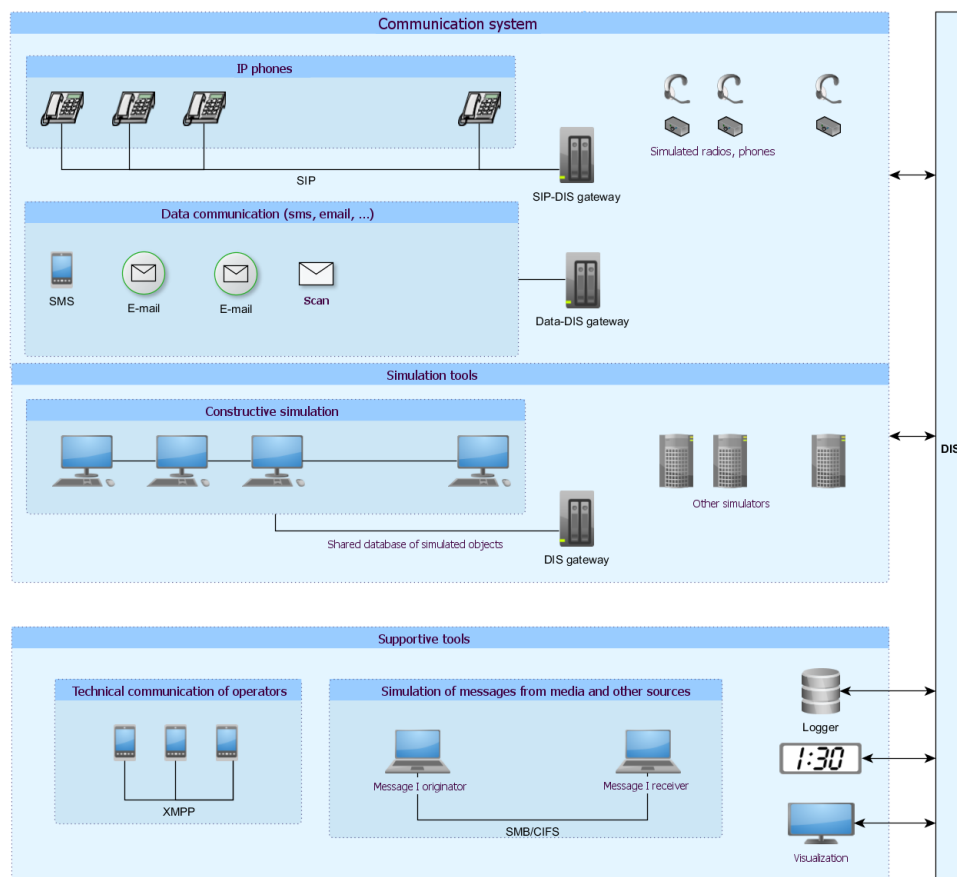 Communication system
IP phones
Simulated radios, phones
SIP
SIP-DIS gateway
Data communication (sms, email, ...)
SMS
E-mail
E-mail
Scan
Data-DIS gateway
Simulation tools
Constructive simulation
Other simulators
Shared database of simulated objects
DIS gateway
DIS
Supportive tools
Technical communication of operators
XMPP
Simulation of messages from media and other sources
Message I originator
Message I receiver
SMB/CIFS
Logger
1:30
Visualization